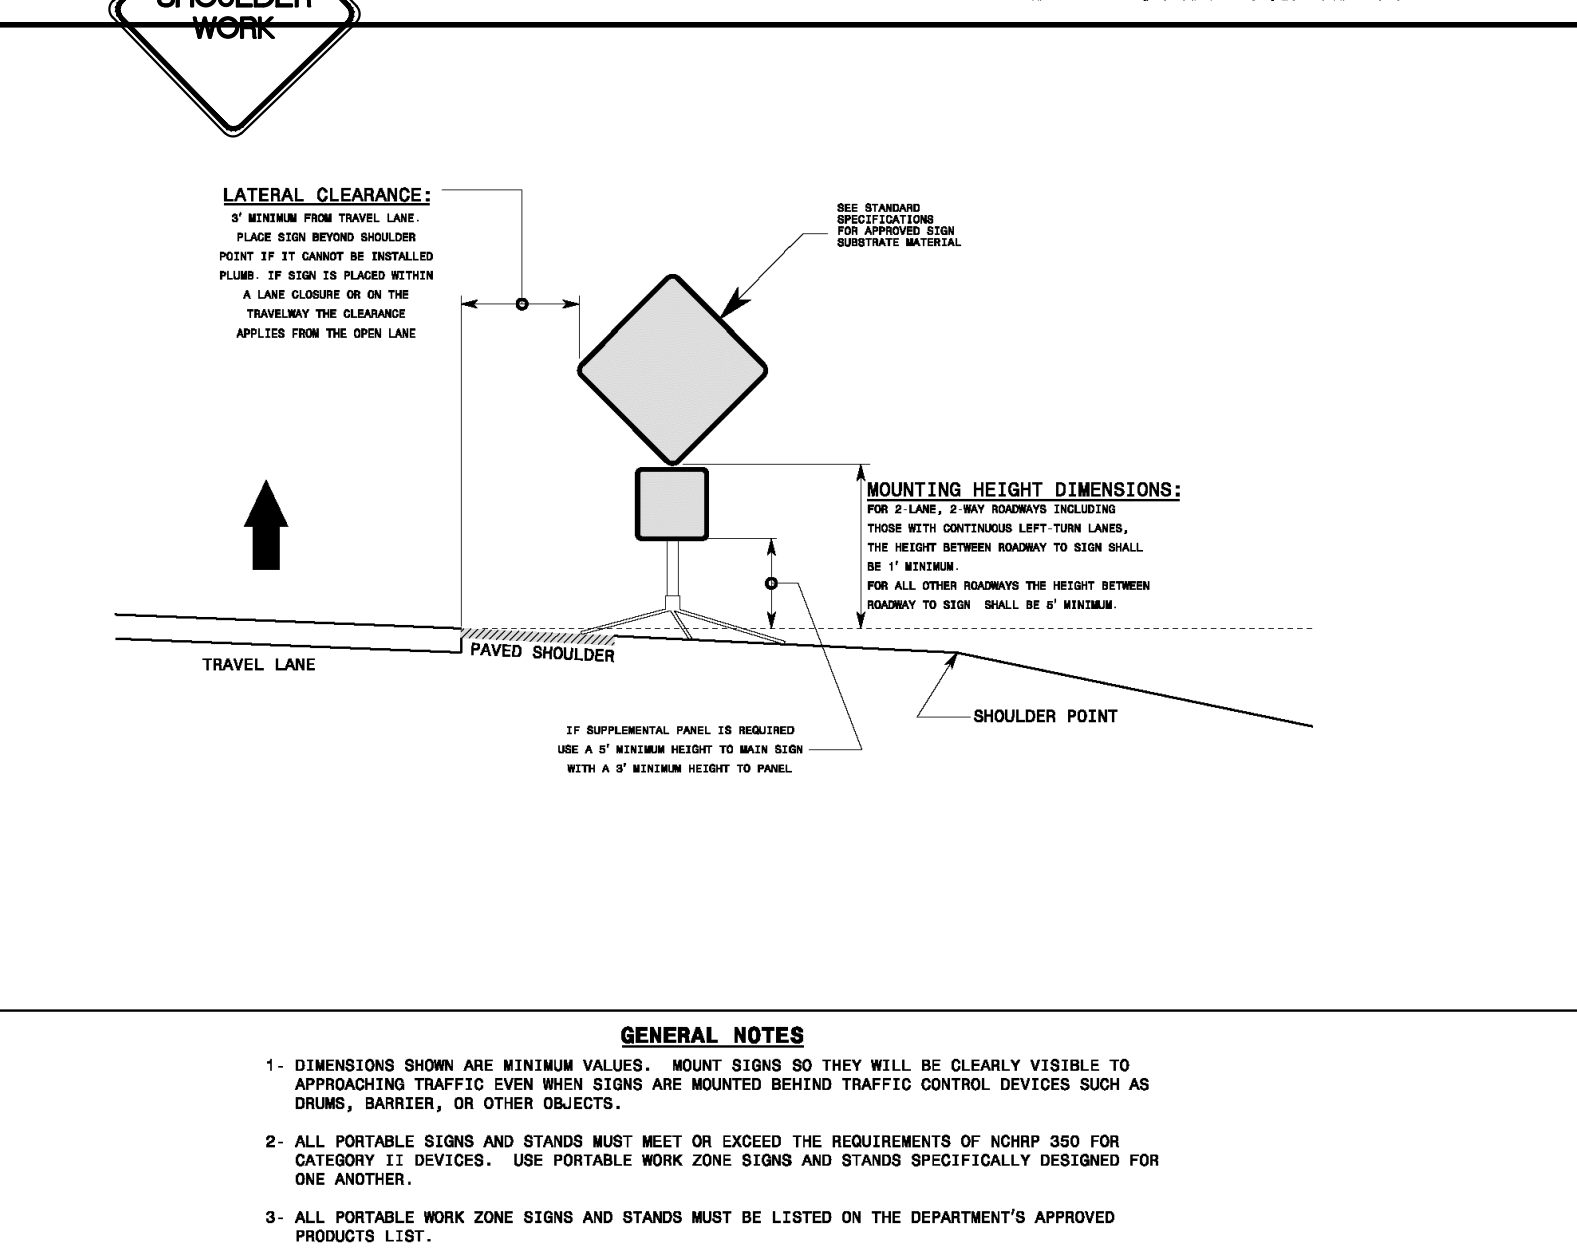 SHOULDER
WORK
LATERAL CLEARANCE:
3' MINIMUM FROM TRAVEL LANE.
PLACE SIGN BEYOND SHOULDER
POINT IF IT CANNOT BE INSTALLED
PLUMB. IF SIGN IS PLACED WITHIN
A LANE CLOSURE OR ON THE
TRAVELWAY THE CLEARANCE
APPLIES FROM THE OPEN LANE
SEE STANDARD
SPECIFICATIONS
FOR APPROVED SIGN
SUBSTRATE MATERIAL
MOUNTING HEIGHT DIMENSIONS:
FOR 2-LANE, 2-WAY ROADWAYS INCLUDING
THOSE WITH CONTINUOUS LEFT-TURN LANES,
THE HEIGHT BETWEEN ROADWAY TO SIGN SHALL
BE 1' MINIMUM.
FOR ALL OTHER ROADWAYS THE HEIGHT BETWEEN
ROADWAY TO SIGN SHALL BE 5' MINIMUM.
TRAVEL LANE
PAVED SHOULDER
SHOULDER POINT
IF SUPPLEMENTAL PANEL IS REQUIRED
USE A 5' MINIMUM HEIGHT TO MAIN SIGN
WITH A 3' MINIMUM HEIGHT TO PANEL
GENERAL NOTES
1- DIMENSIONS SHOWN ARE MINIMUM VALUES. MOUNT SIGNS SO THEY WILL BE CLEARLY VISIBLE TO
APPROACHING TRAFFIC EVEN WHEN SIGNS ARE MOUNTED BEHIND TRAFFIC CONTROL DEVICES SUCH AS
DRUMS, BARRIER, OR OTHER OBJECTS.
2- ALL PORTABLE SIGNS AND STANDS MUST MEET OR EXCEED THE REQUIREMENTS OF NCHRP 350 FOR
CATEGORY II DEVICES. USE PORTABLE WORK ZONE SIGNS AND STANDS SPECIFICALLY DESIGNED FOR
ONE ANOTHER.
3- ALL PORTABLE WORK ZONE SIGNS AND STANDS MUST BE LISTED ON THE DEPARTMENT'S APPROVED
PRODUCTS LIST.